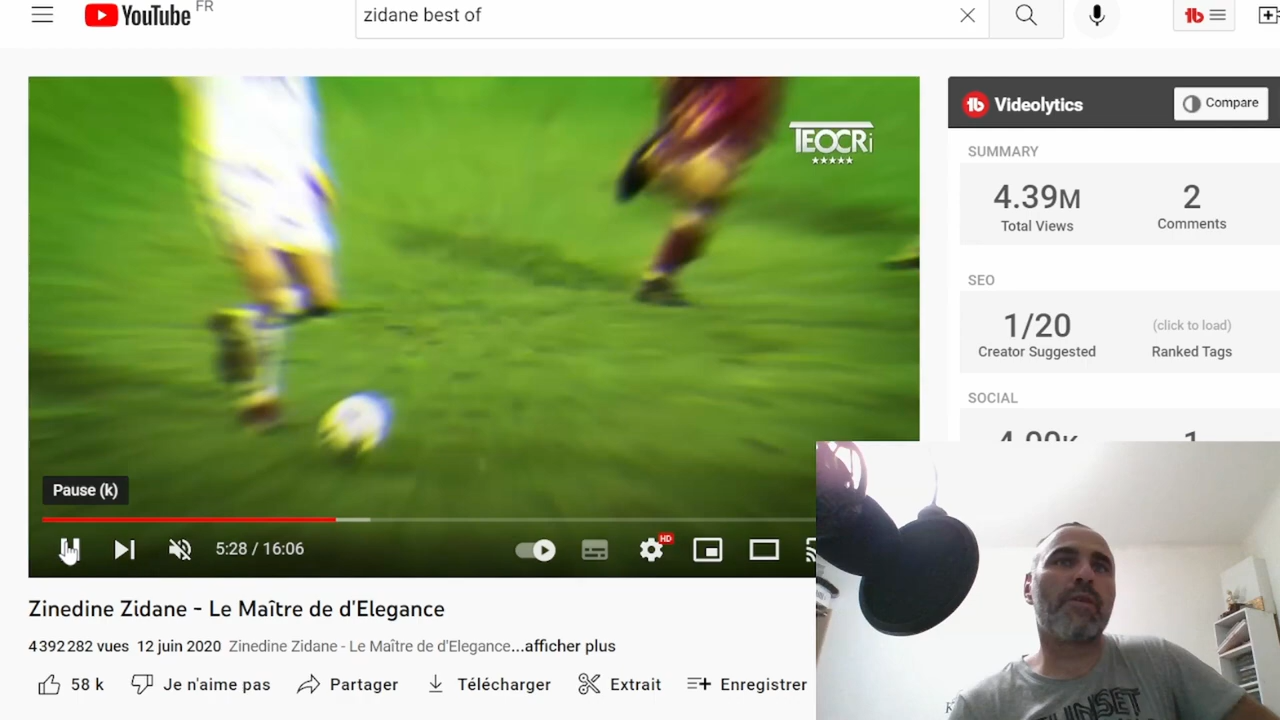 YouTube FR
zidane best of
TEOCRi
Videolytics
Compare
SUMMARY
4.39M
Total Views
2
Comments
SEO
1/20
Creator Suggested
(click to load)
Ranked Tags
SOCIAL
Pause (k)
5:28 / 16:06
HD
Zinedine Zidane - Le Maître de d'Elegance
4 392 282 vues 12 juin 2020 Zinedine Zidane - Le Maître de d'Elegance...afficher plus
58 k
Je n'aime pas
Partager
Télécharger
Extrait
Enregistrer